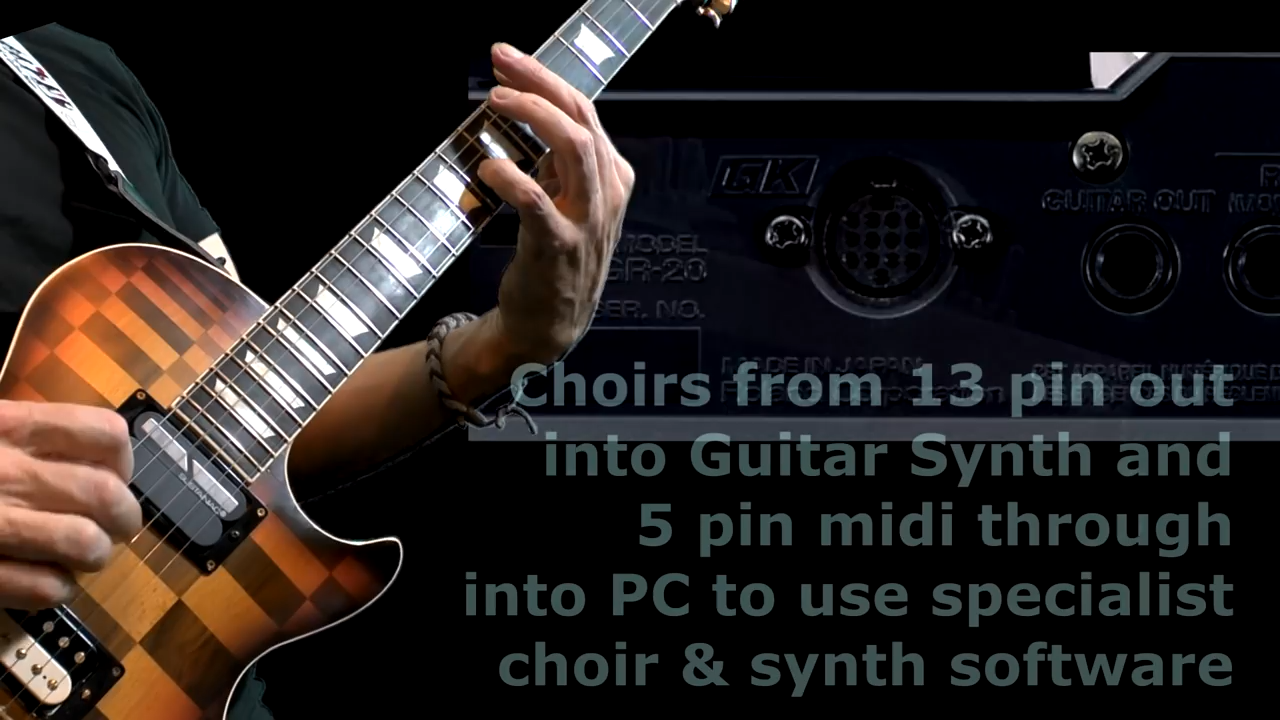 GK
GUITAR OUT
MODEL
GR-20
SER. NO.
MADE IN JAPAN
SUSTAINIAC
Choirs from 13 pin out
into Guitar Synth and
5 pin midi through
into PC to use specialist
choir & synth software